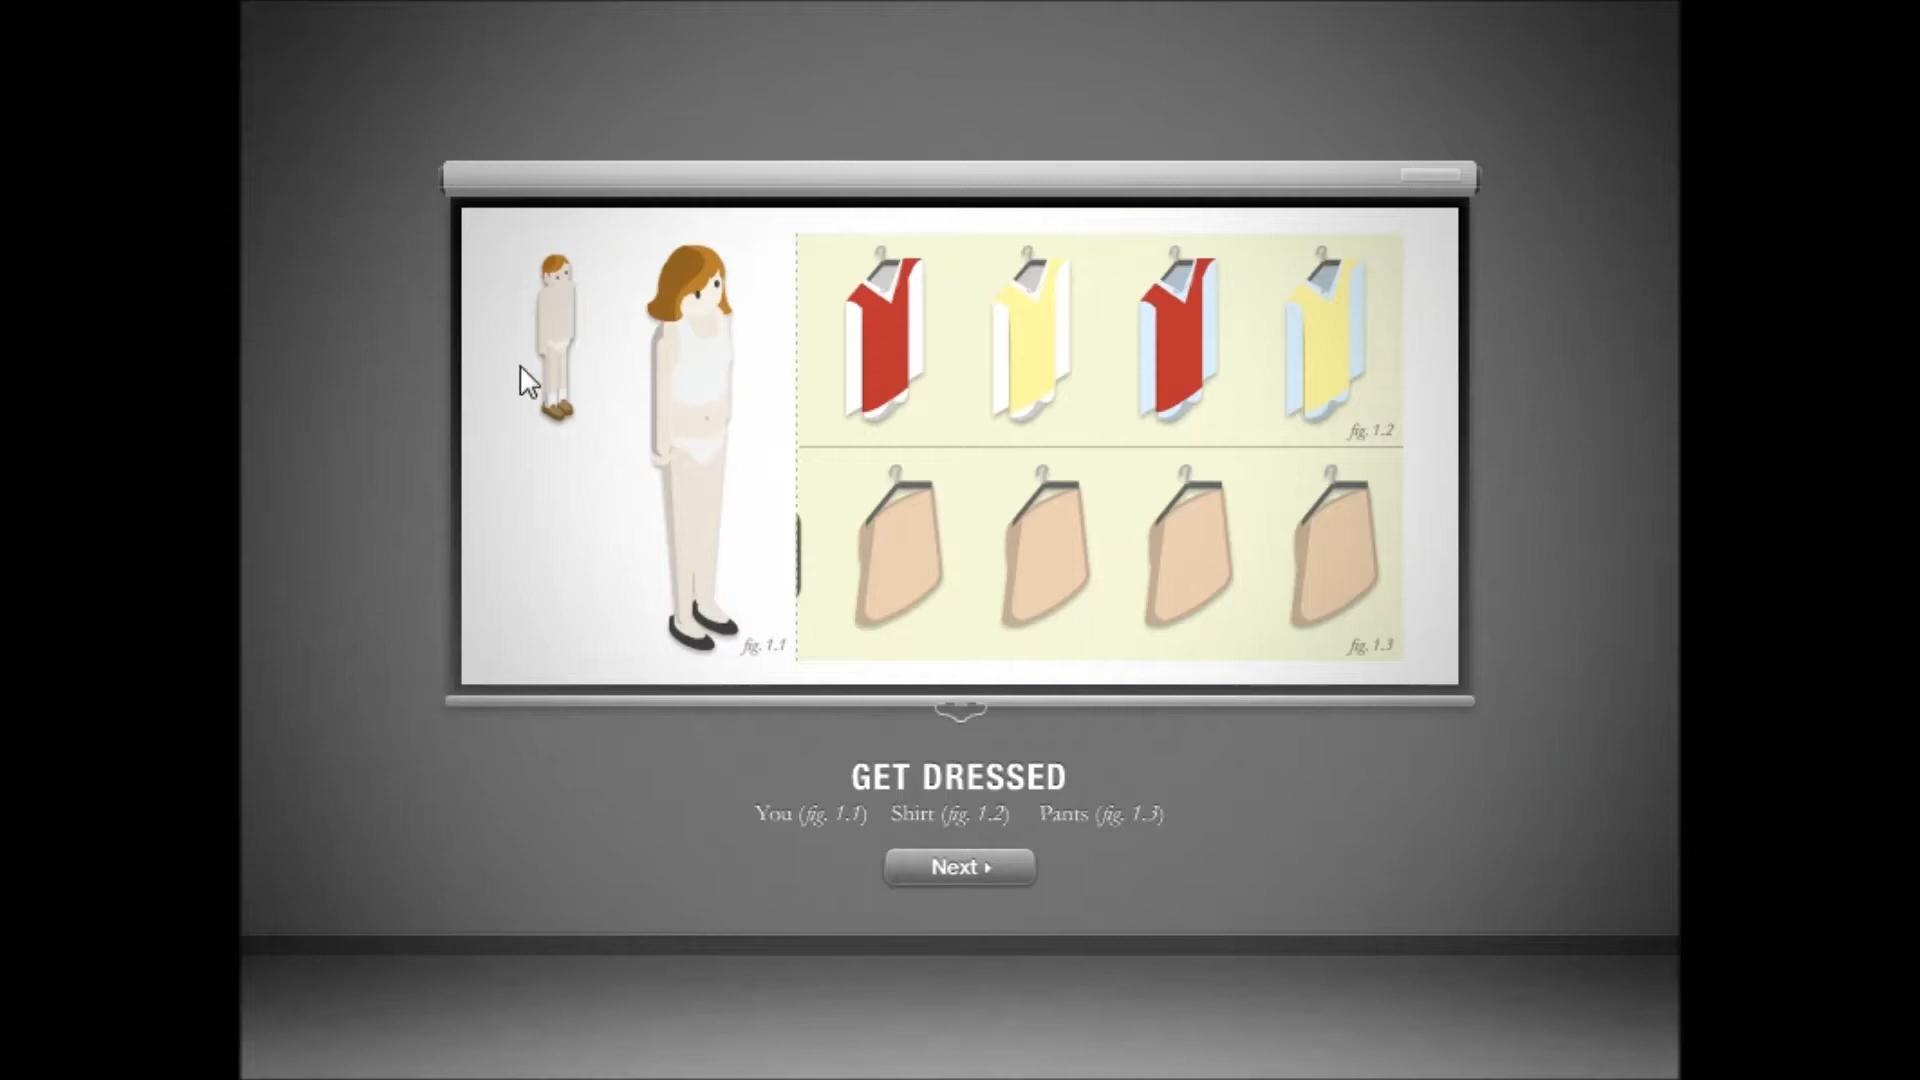 fig. 1.2
fig. 1.1
fig. 1.3
GET DRESSED
You (fig. 1.1) Shirt (fig. 1.2) Pants (fig. 1.3)
Next